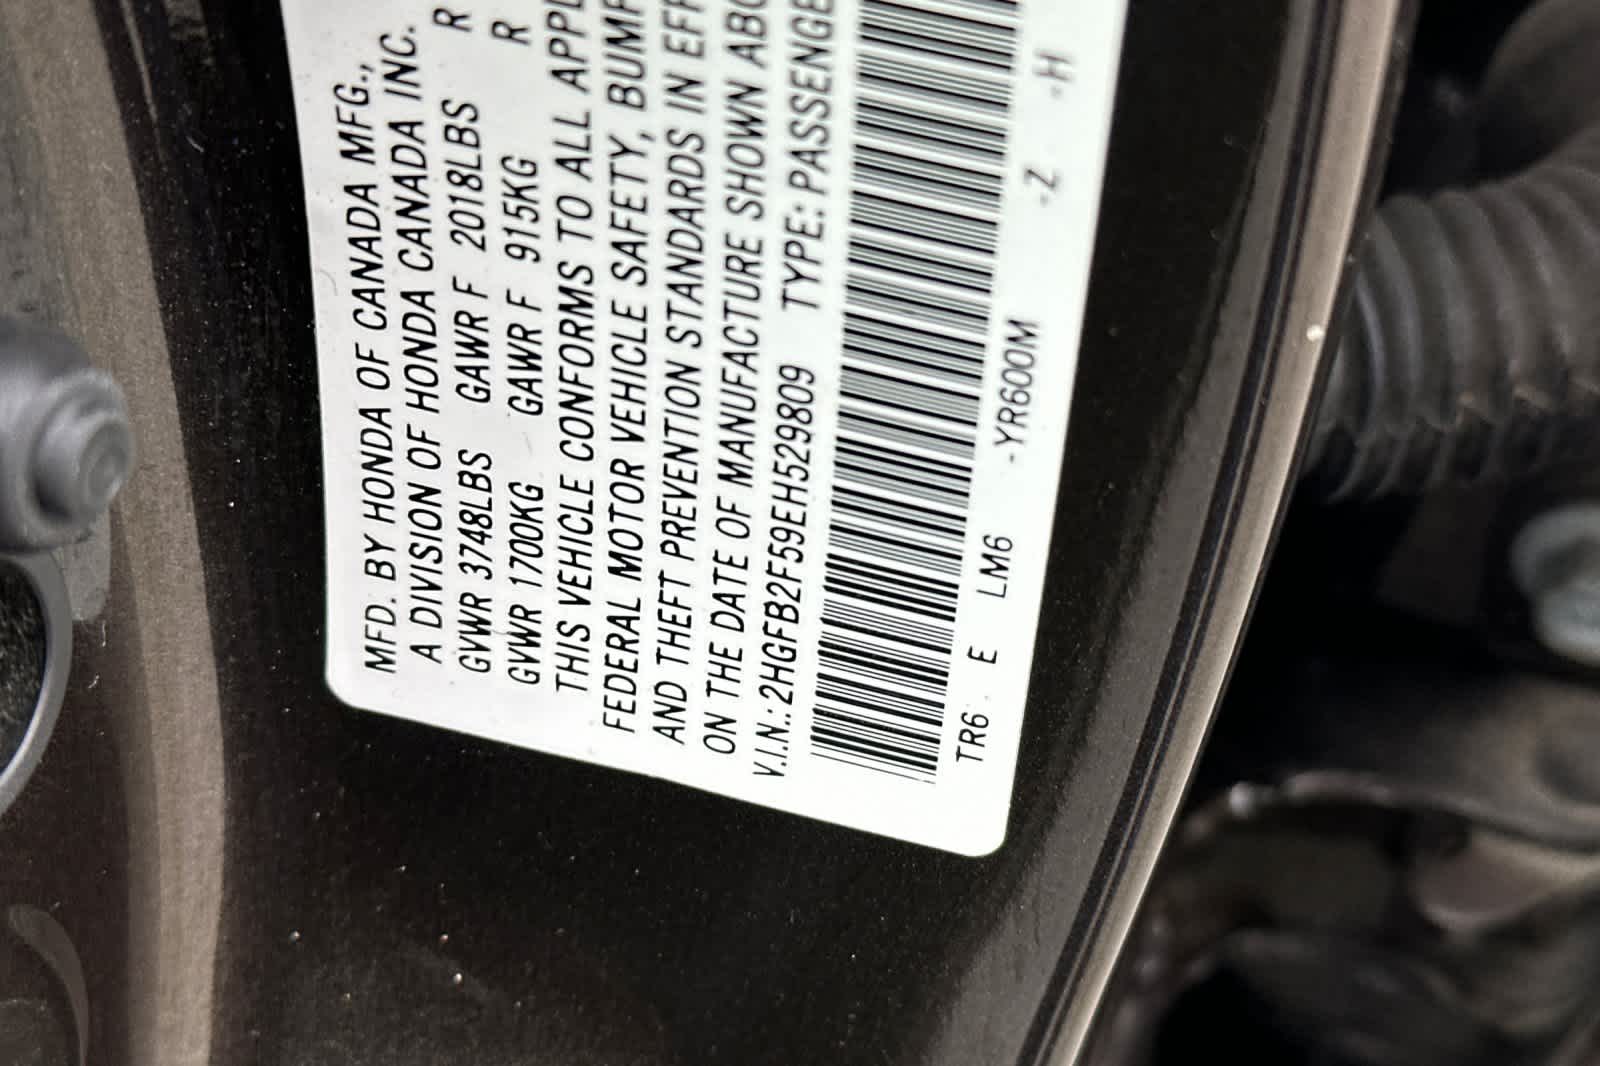 MFD. BY HONDA OF CANADA MFG.,
A DIVISION OF HONDA CANADA INC.
GVWR 3748LBS GAWR F 2018LBS R
GVWR 1700KG GAWR F 915KG R
THIS VEHICLE CONFORMS TO ALL APPL
FEDERAL MOTOR VEHICLE SAFETY, BUMP
AND THEFT PREVENTION STANDARDS IN EFF
ON THE DATE OF MANUFACTURE SHOWN ABO
V.I.N.:2HGFB2F59EH529809 TYPE: PASSENGE
TR6 E LM6 -YR600M -Z -H